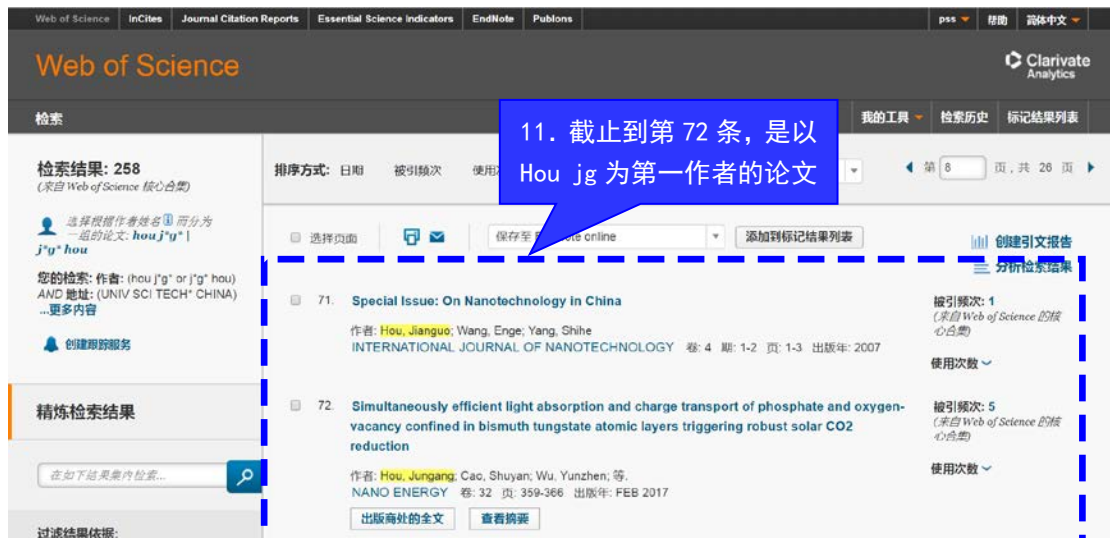 Web of Science InCites Journal Citation Reports Essential Science Indicators EndNote Publons pss 帮助 简体中文
Web of Science
Clarivate
Analytics
检索 我的工具 检索历史 标记结果列表
11. 截止到第 72 条，是以
Hou jg 为第一作者的论文
检索结果: 258
(来自 Web of Science 核心合集)
排序方式: 日期 被引频次 第 8 页，共 26 页
选择根据作者姓名 而分为
一组的论文: hou j*g* |
j*g* hou
选择页面 保存至 online 添加到标记结果列表
创建引文报告
分析检索结果
您的检索: 作者: (hou j*g* or j*g* hou)
AND 地址: (UNIV SCI TECH* CHINA)
...更多内容
创建跟踪服务
71. Special Issue: On Nanotechnology in China
作者: Hou, Jianguo; Wang, Enge; Yang, Shihe
INTERNATIONAL JOURNAL OF NANOTECHNOLOGY 卷: 4 期: 1-2 页: 1-3 出版年: 2007
被引频次: 1
(来自 Web of Science 的核
心合集)
使用次数
精炼检索结果
在如下结果集内检索...
过滤结果依据:
72. Simultaneously efficient light absorption and charge transport of phosphate and oxygen-
vacancy confined in bismuth tungstate atomic layers triggering robust solar CO2
reduction
作者: Hou, Jungang; Cao, Shuyan; Wu, Yunzhen; 等.
NANO ENERGY 卷: 32 页: 359-366 出版年: FEB 2017
出版商处的全文 查看摘要
被引频次: 5
(来自 Web of Science 的核
心合集)
使用次数